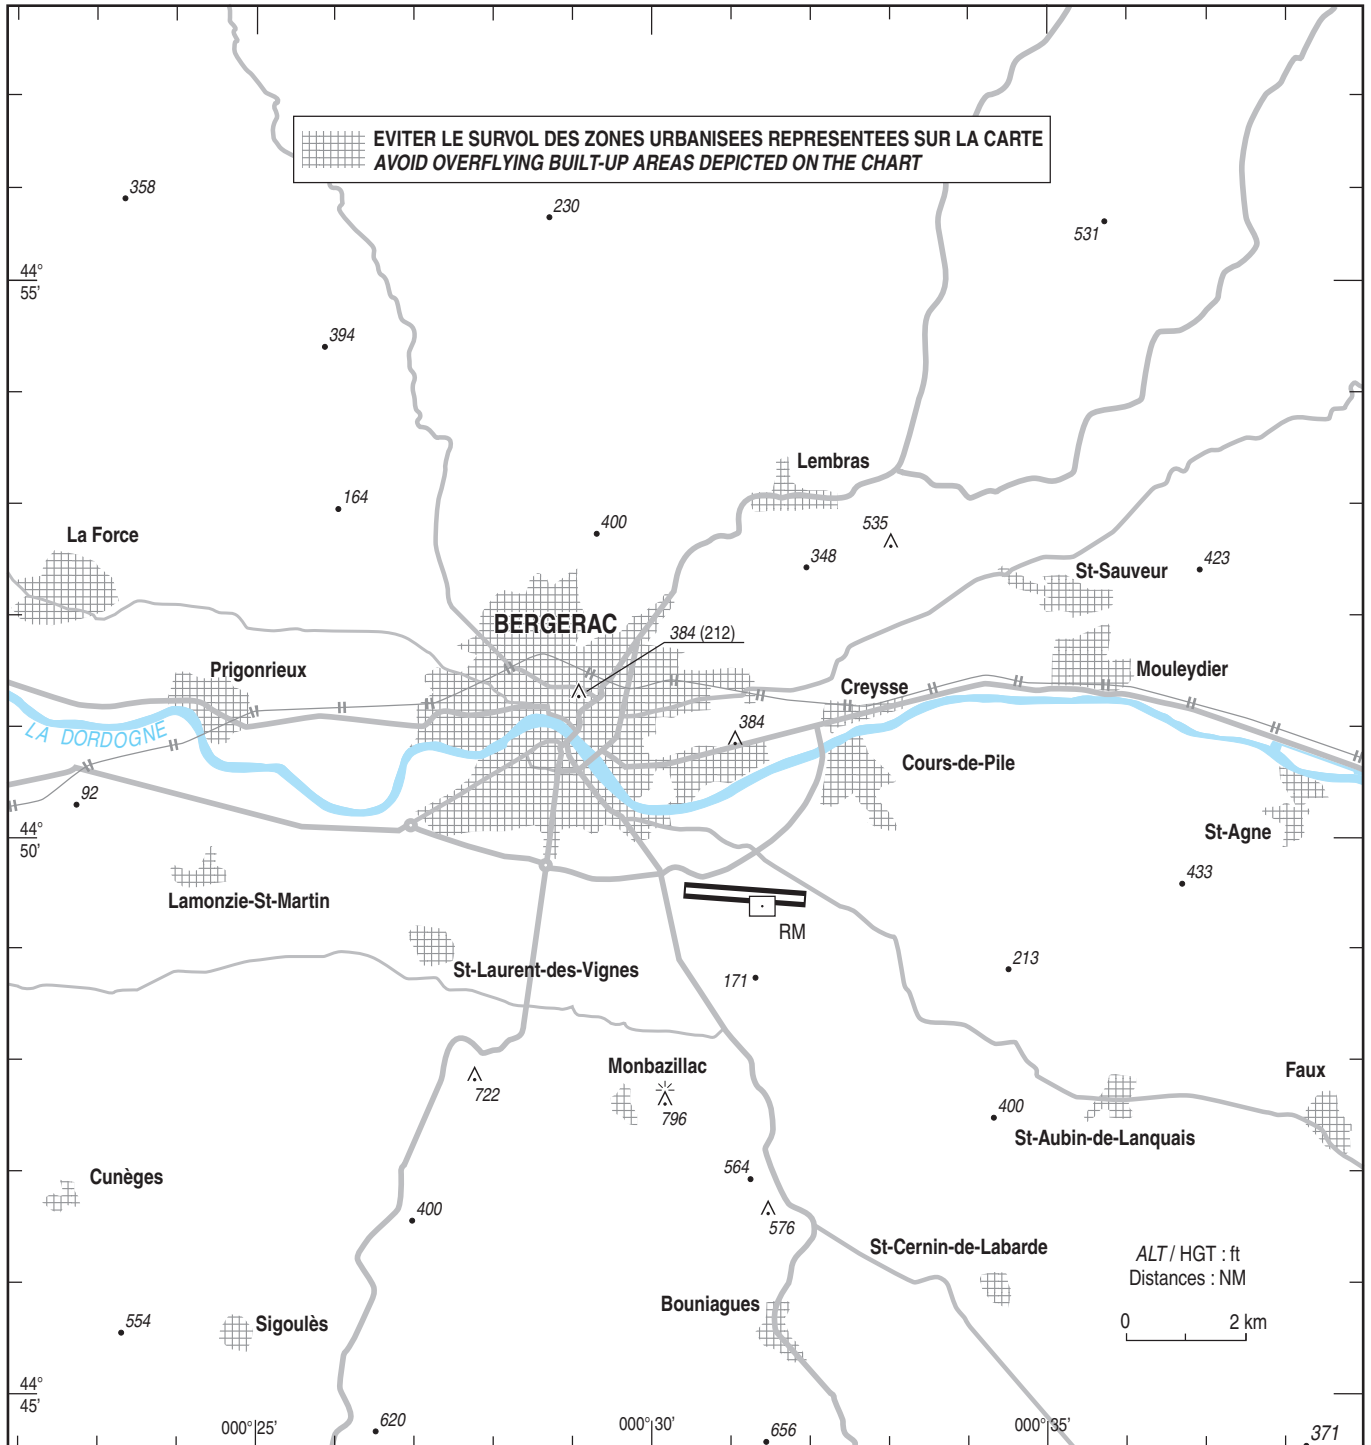 EVITER LE SURVOL DES ZONES URBANISEES REPRESENTEES SUR LA CARTE
AVOID OVERFLYING BUILT-UP AREAS DEPICTED ON THE CHART
358
230
531
44°
55'
394
Lembras
164
400
535
348
423
La Force
St-Sauveur
BERGERAC
384 (212)
Prigonrieux
Mouleydier
Creysse
LA DORDOGNE
384
Cours-de-Pile
92
44°
50'
St-Agne
433
Lamonzie-St-Martin
RM
St-Laurent-des-Vignes
213
171
Monbazillac
Faux
722
796
400
St-Aubin-de-Lanquais
564
Cunèges
400
576
St-Cernin-de-Labarde
ALT / HGT : ft
Distances : NM
Bouniagues
554
Sigoulès
0 2 km
44°
45'
620
000° 25'
000° 30'
656
000° 35'
371